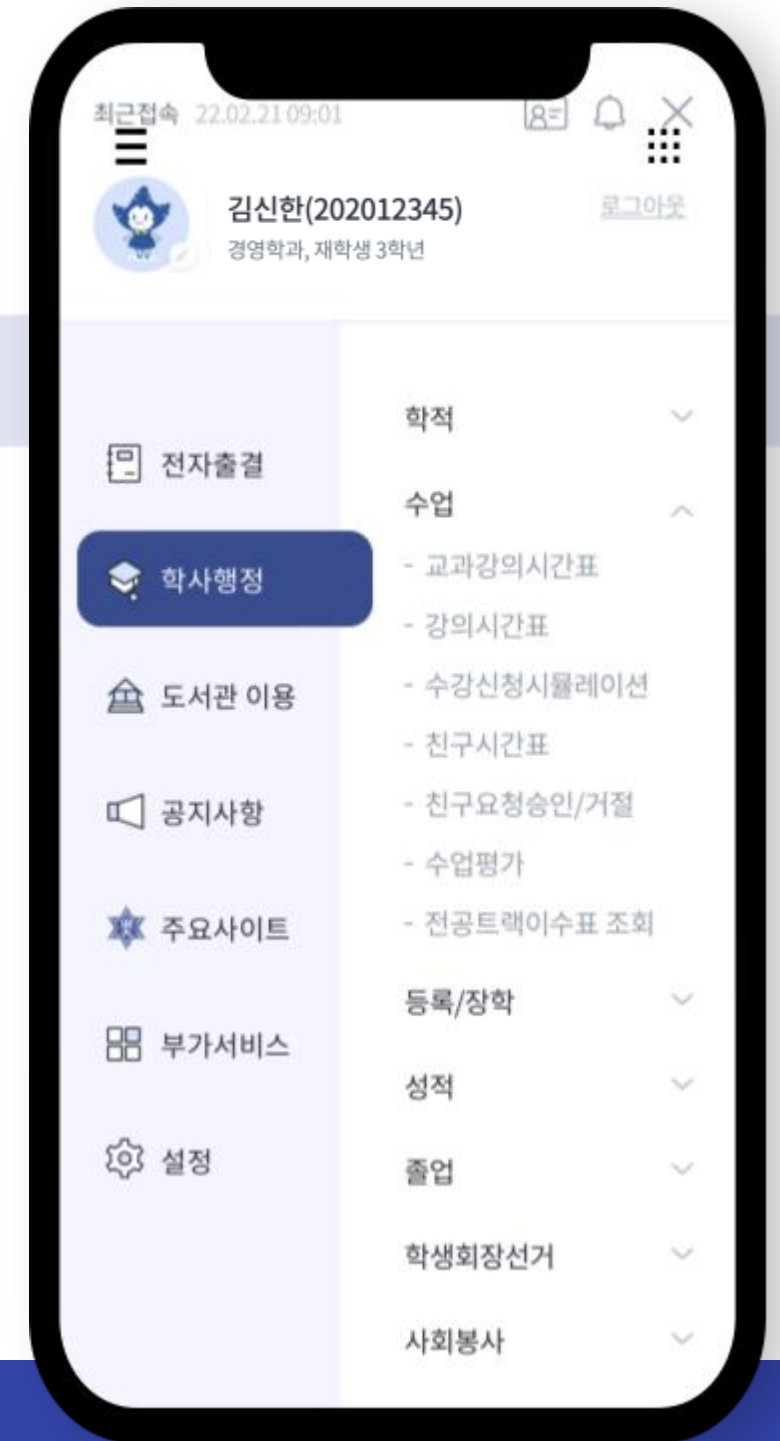 최근접속 22.02.21 09:01
김신한(202012345)
로그아웃
경영학과, 재학생 3학년
전자출결
학사행정
도서관 이용
공지사항
주요사이트
부가서비스
설정
학적
수업
- 교과강의시간표
- 강의시간표
- 수강신청시뮬레이션
- 친구시간표
- 친구요청승인/거절
- 수업평가
- 전공트랙이수표 조회
등록/장학
성적
졸업
학생회장선거
사회봉사